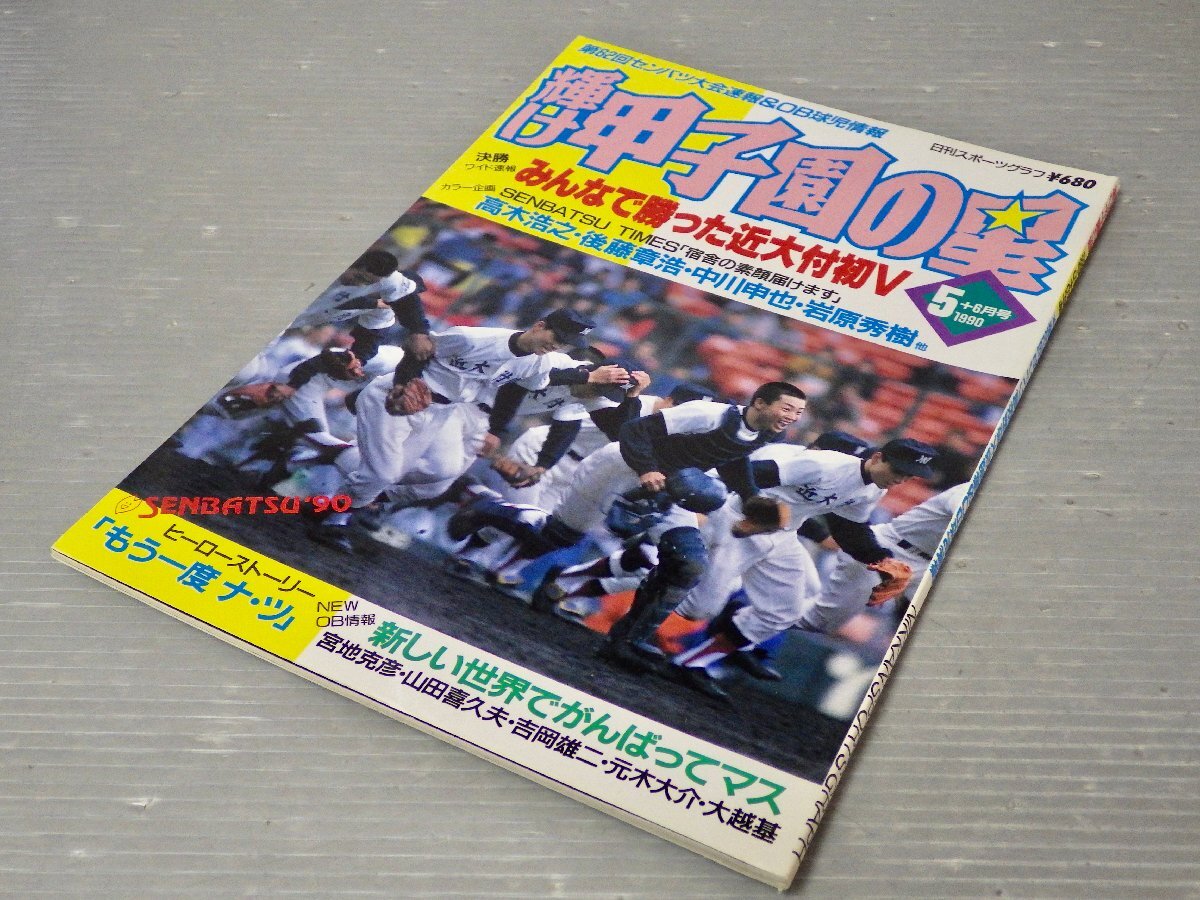 第62回センバツ大会速報&OB球児情報
日刊スポーツグラフ ¥680
輝け甲子園の星
決勝
ワイド速報
みんなで勝った近大付初V
カラー企画 SENBATSU TIMES「宿舎の素顔届けます」
高木浩之・後藤章浩・中川申也・岩原秀樹他
5+6月号
1990
近大附
近大
SENBATSU'90
ヒーローストーリー
「もう一度 ナ・ツ」
NEW
OB情報
新しい世界でがんばってマス
宮地克彦・山田喜久夫・吉岡雄二・元木大介・大越基